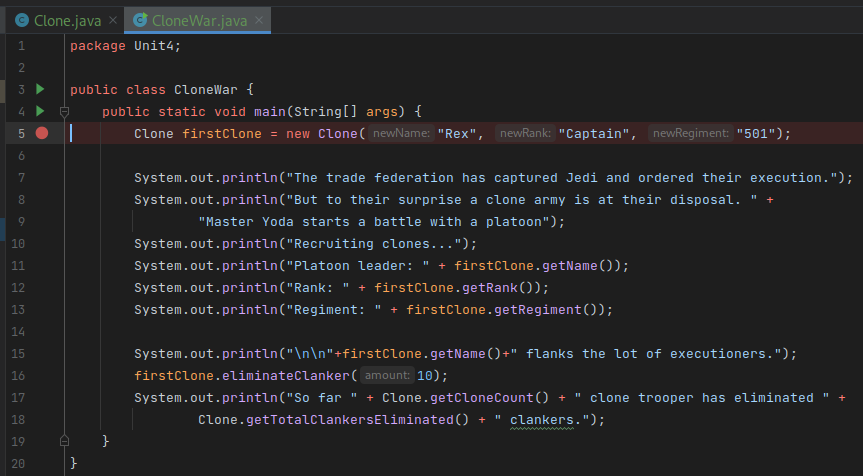 Clone.java × CloneWar.java ×
1 package Unit4;
2
3 public class CloneWar {
4 public static void main(String[] args) {
5 Clone firstClone = new Clone( newName: "Rex", newRank: "Captain", newRegiment: "501");
6
7 System.out.println("The trade federation has captured Jedi and ordered their execution.");
8 System.out.println("But to their surprise a clone army is at their disposal. " +
9 "Master Yoda starts a battle with a platoon");
10 System.out.println("Recruiting clones...");
11 System.out.println("Platoon leader: " + firstClone.getName());
12 System.out.println("Rank: " + firstClone.getRank());
13 System.out.println("Regiment: " + firstClone.getRegiment());
14
15 System.out.println("\n\n"+firstClone.getName()+" flanks the lot of executioners.");
16 firstClone.eliminateClanker( amount: 10);
17 System.out.println("So far " + Clone.getCloneCount() + " clone trooper has eliminated " +
18 Clone.getTotalClankersEliminated() + " clankers.");
19 }
20 }